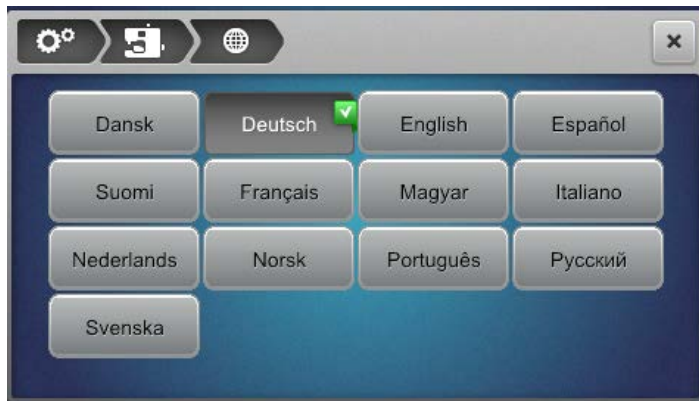 Dansk Deutsch English Español
Suomi Français Magyar Italiano
Nederlands Norsk Português Русский
Svenska